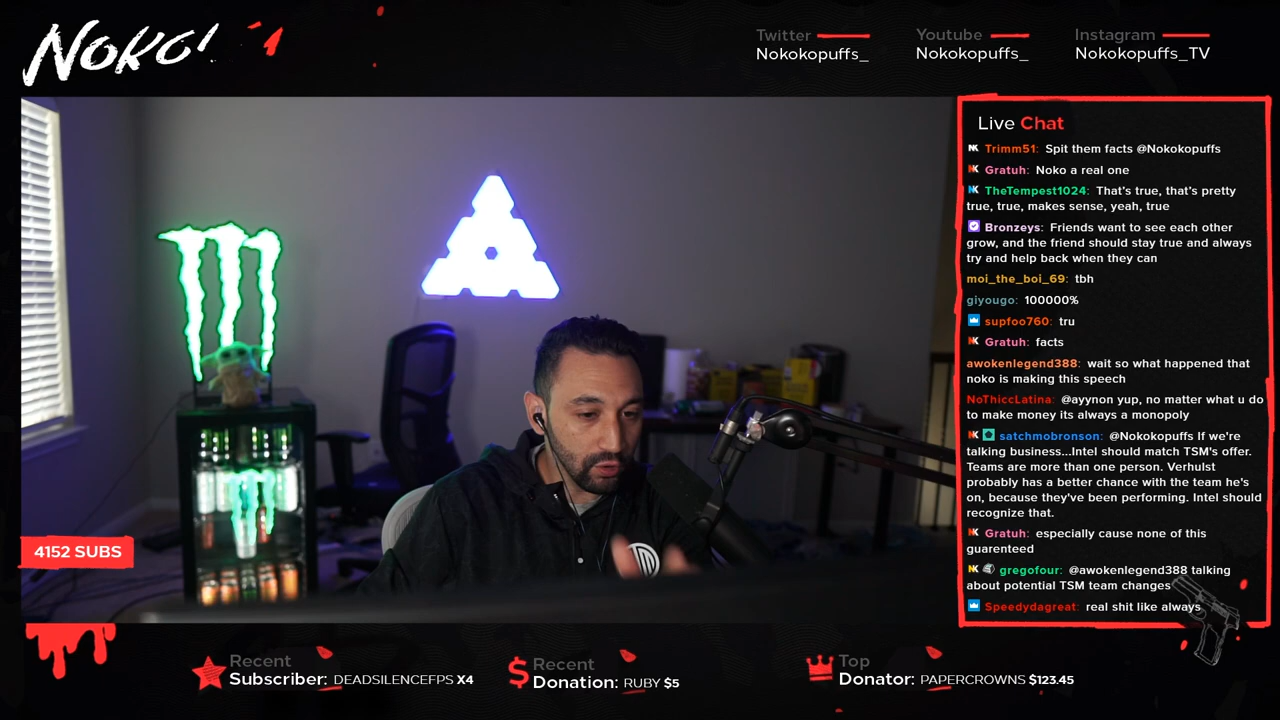 NOKO!
Twitter
Nokokopuffs_
Youtube
Nokokopuffs_
Instagram
Nokokopuffs_TV
Live Chat
Trimm51: Spit them facts @Nokokopuffs
Gratuh: Noko a real one
TheTempest1024: That's true, that's pretty
true, true, makes sense, yeah, true
Bronzeys: Friends want to see each other
grow, and the friend should stay true and always
try and help back when they can
moi_the_boi_69: tbh
giyougo: 100000%
supfoo760: tru
Gratuh: facts
awokenlegend388: wait so what happened that
noko is making this speech
NoThiccLatina: @ayynon yup, no matter what u do
to make money its always a monopoly
satchmobronson: @Nokokopuffs If we're
talking business...Intel should match TSM's offer.
Teams are more than one person. Verhulst
probably has a better chance with the team he's
on, because they've been performing. Intel should
recognize that.
Gratuh: especially cause none of this
guarenteed
gregofour: @awokenlegend388 talking
about potential TSM team changes
Speedydagreat: real shit like always
4152 SUBS
Recent
Subscriber: DEADSILENCEFPS X4
Recent
Donation: RUBY $5
Top
Donator: PAPERCROWNS $123.45